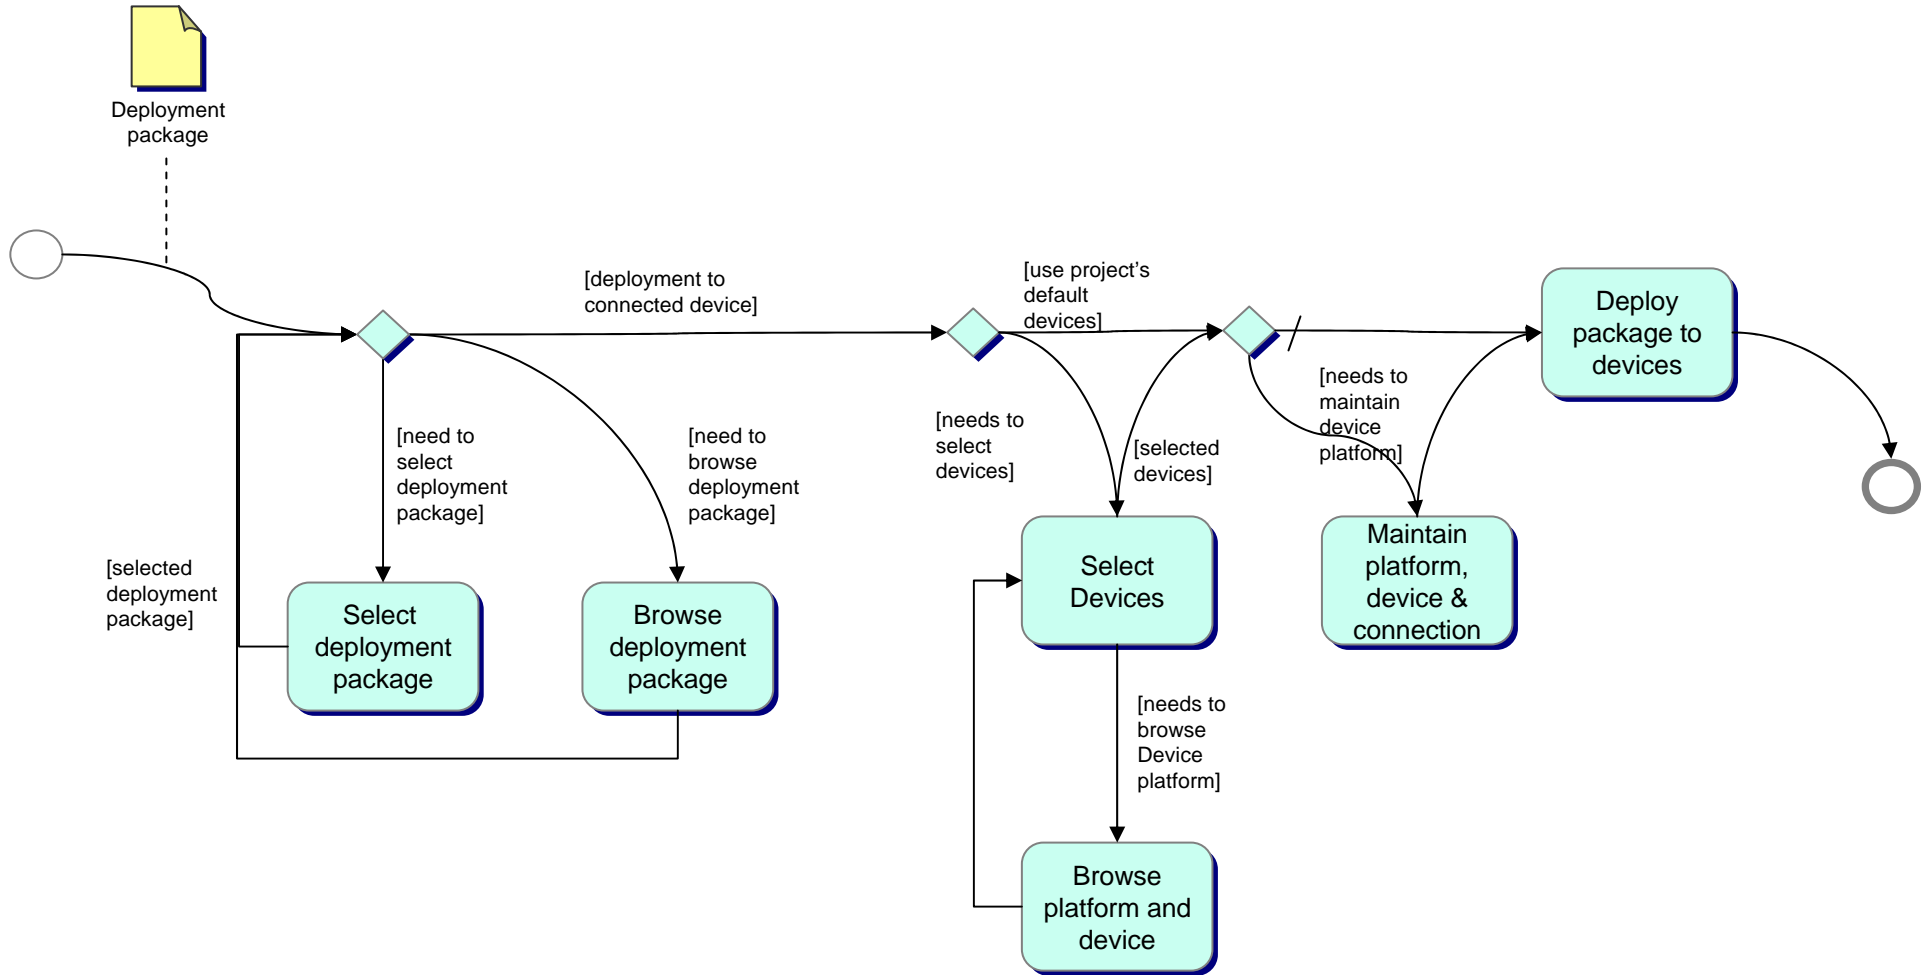 Deployment
package
[deployment to
connected device]
[use project's
default
devices]
Deploy
package to
devices
[needs to
maintain
device
platform]
[need to
select
deployment
package]
[need to
browse
deployment
package]
[needs to
select
devices]
[selected
devices]
[selected
deployment
package]
Select
deployment
package
Browse
deployment
package
Select
Devices
Maintain
platform,
device &
connection
[needs to
browse
Device
platform]
Browse
platform and
device